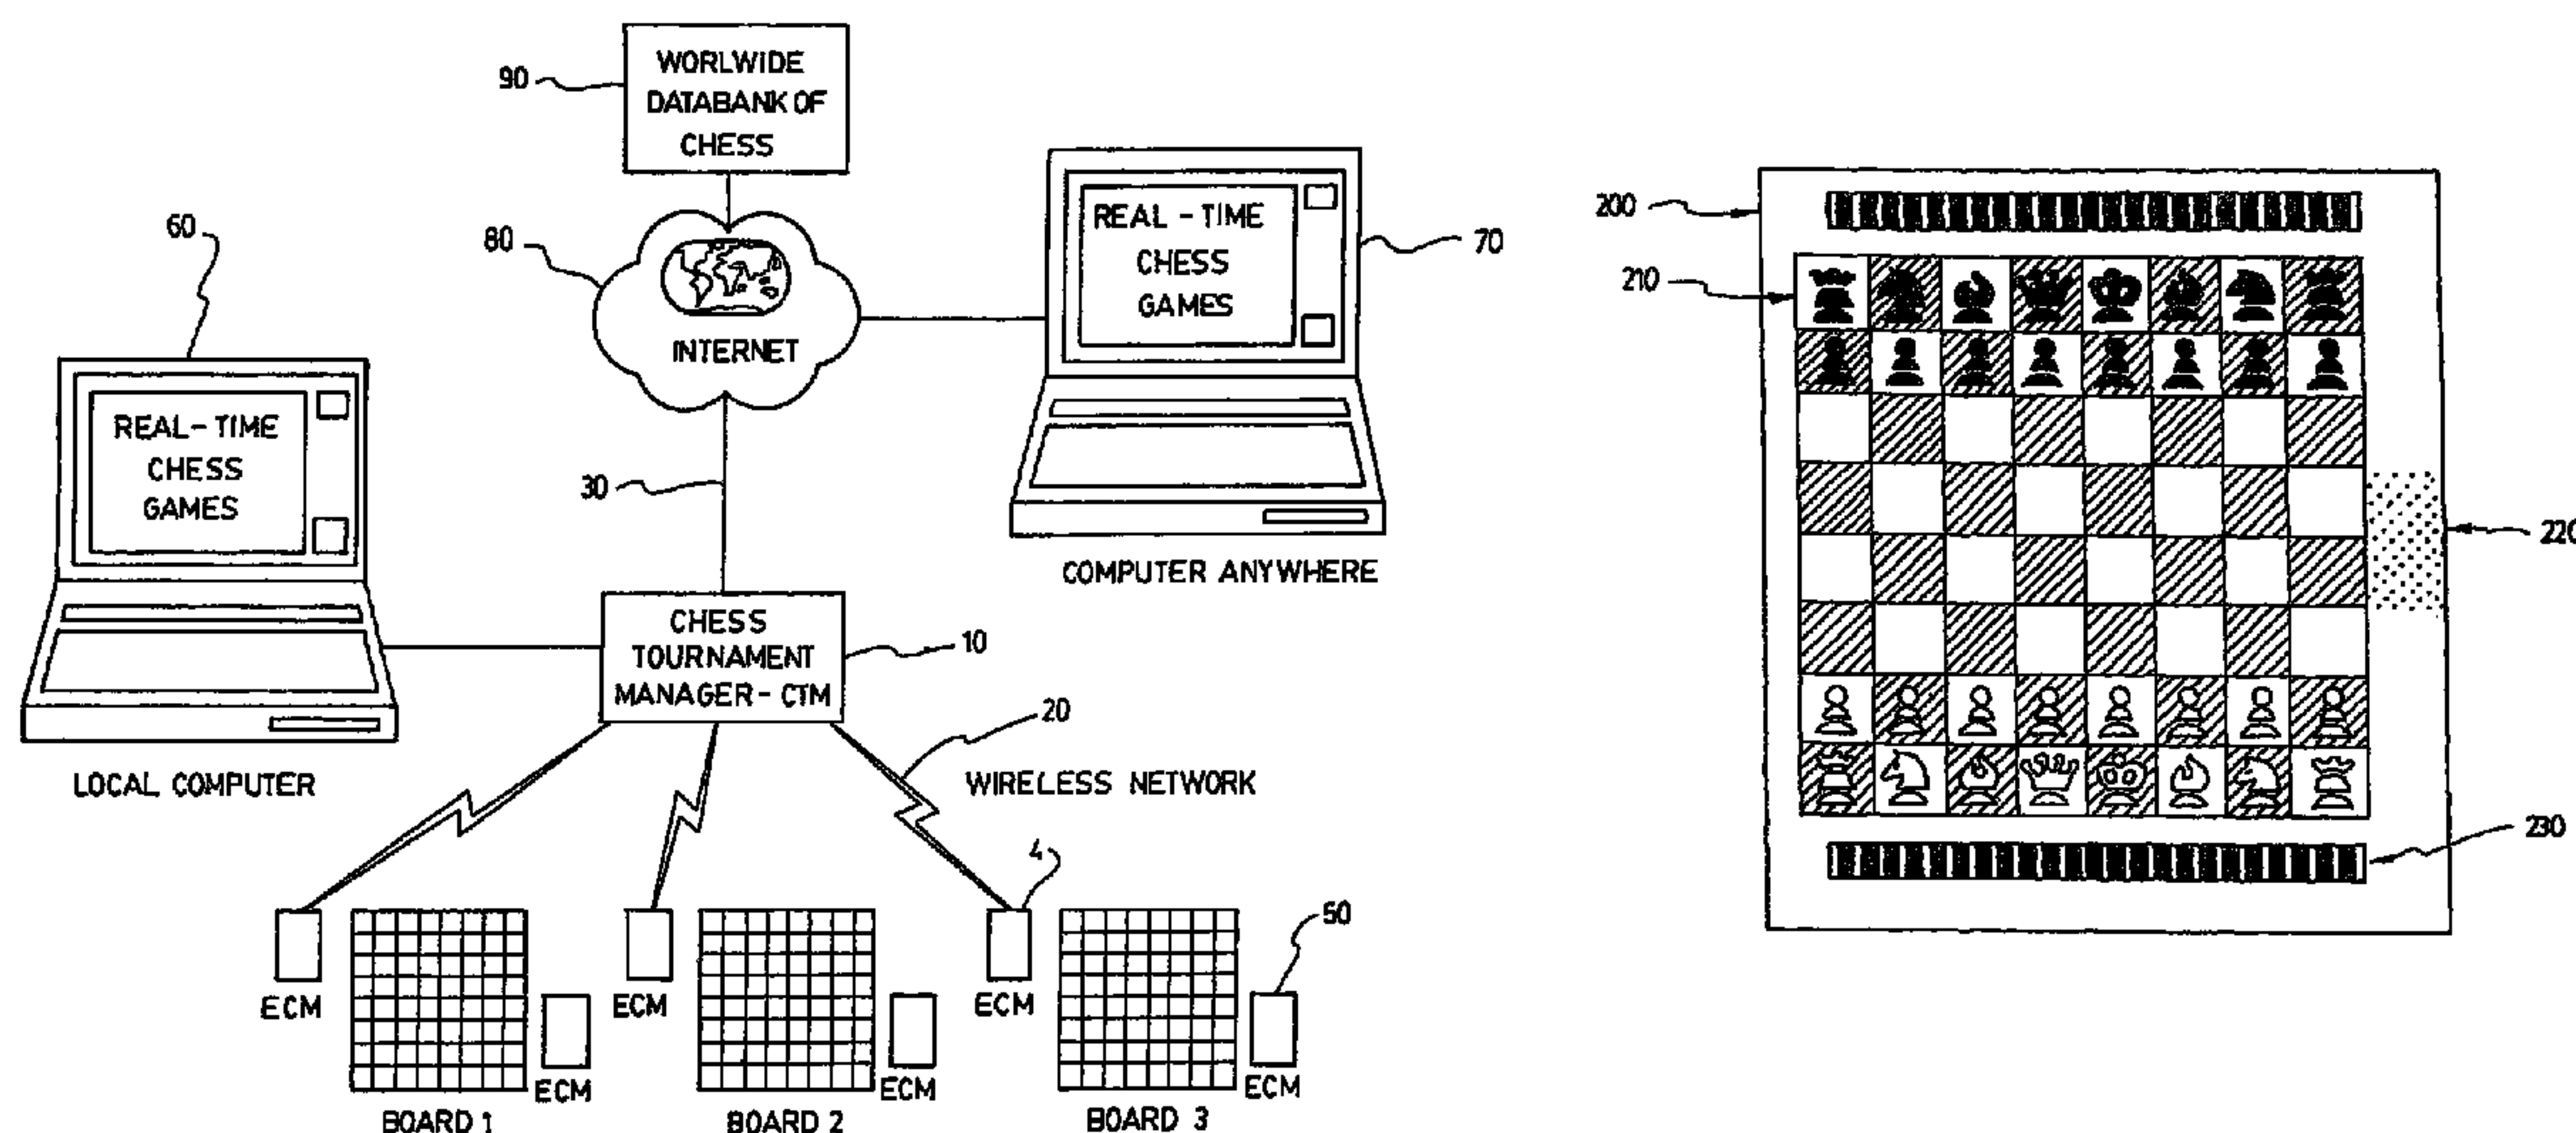 90
WORLWIDE
DATABANK OF
CHESS
60
80
INTERNET
REAL - TIME
CHESS
GAMES
70
COMPUTER ANYWHERE
REAL - TIME
CHESS
GAMES
LOCAL COMPUTER
30
CHESS
TOURNAMENT
MANAGER - CTM
10
20
WIRELESS NETWORK
4
50
ECM
ECM
ECM
ECM
ECM
ECM
BOARD 1
BOARD 2
BOARD 3
200
210
220
230